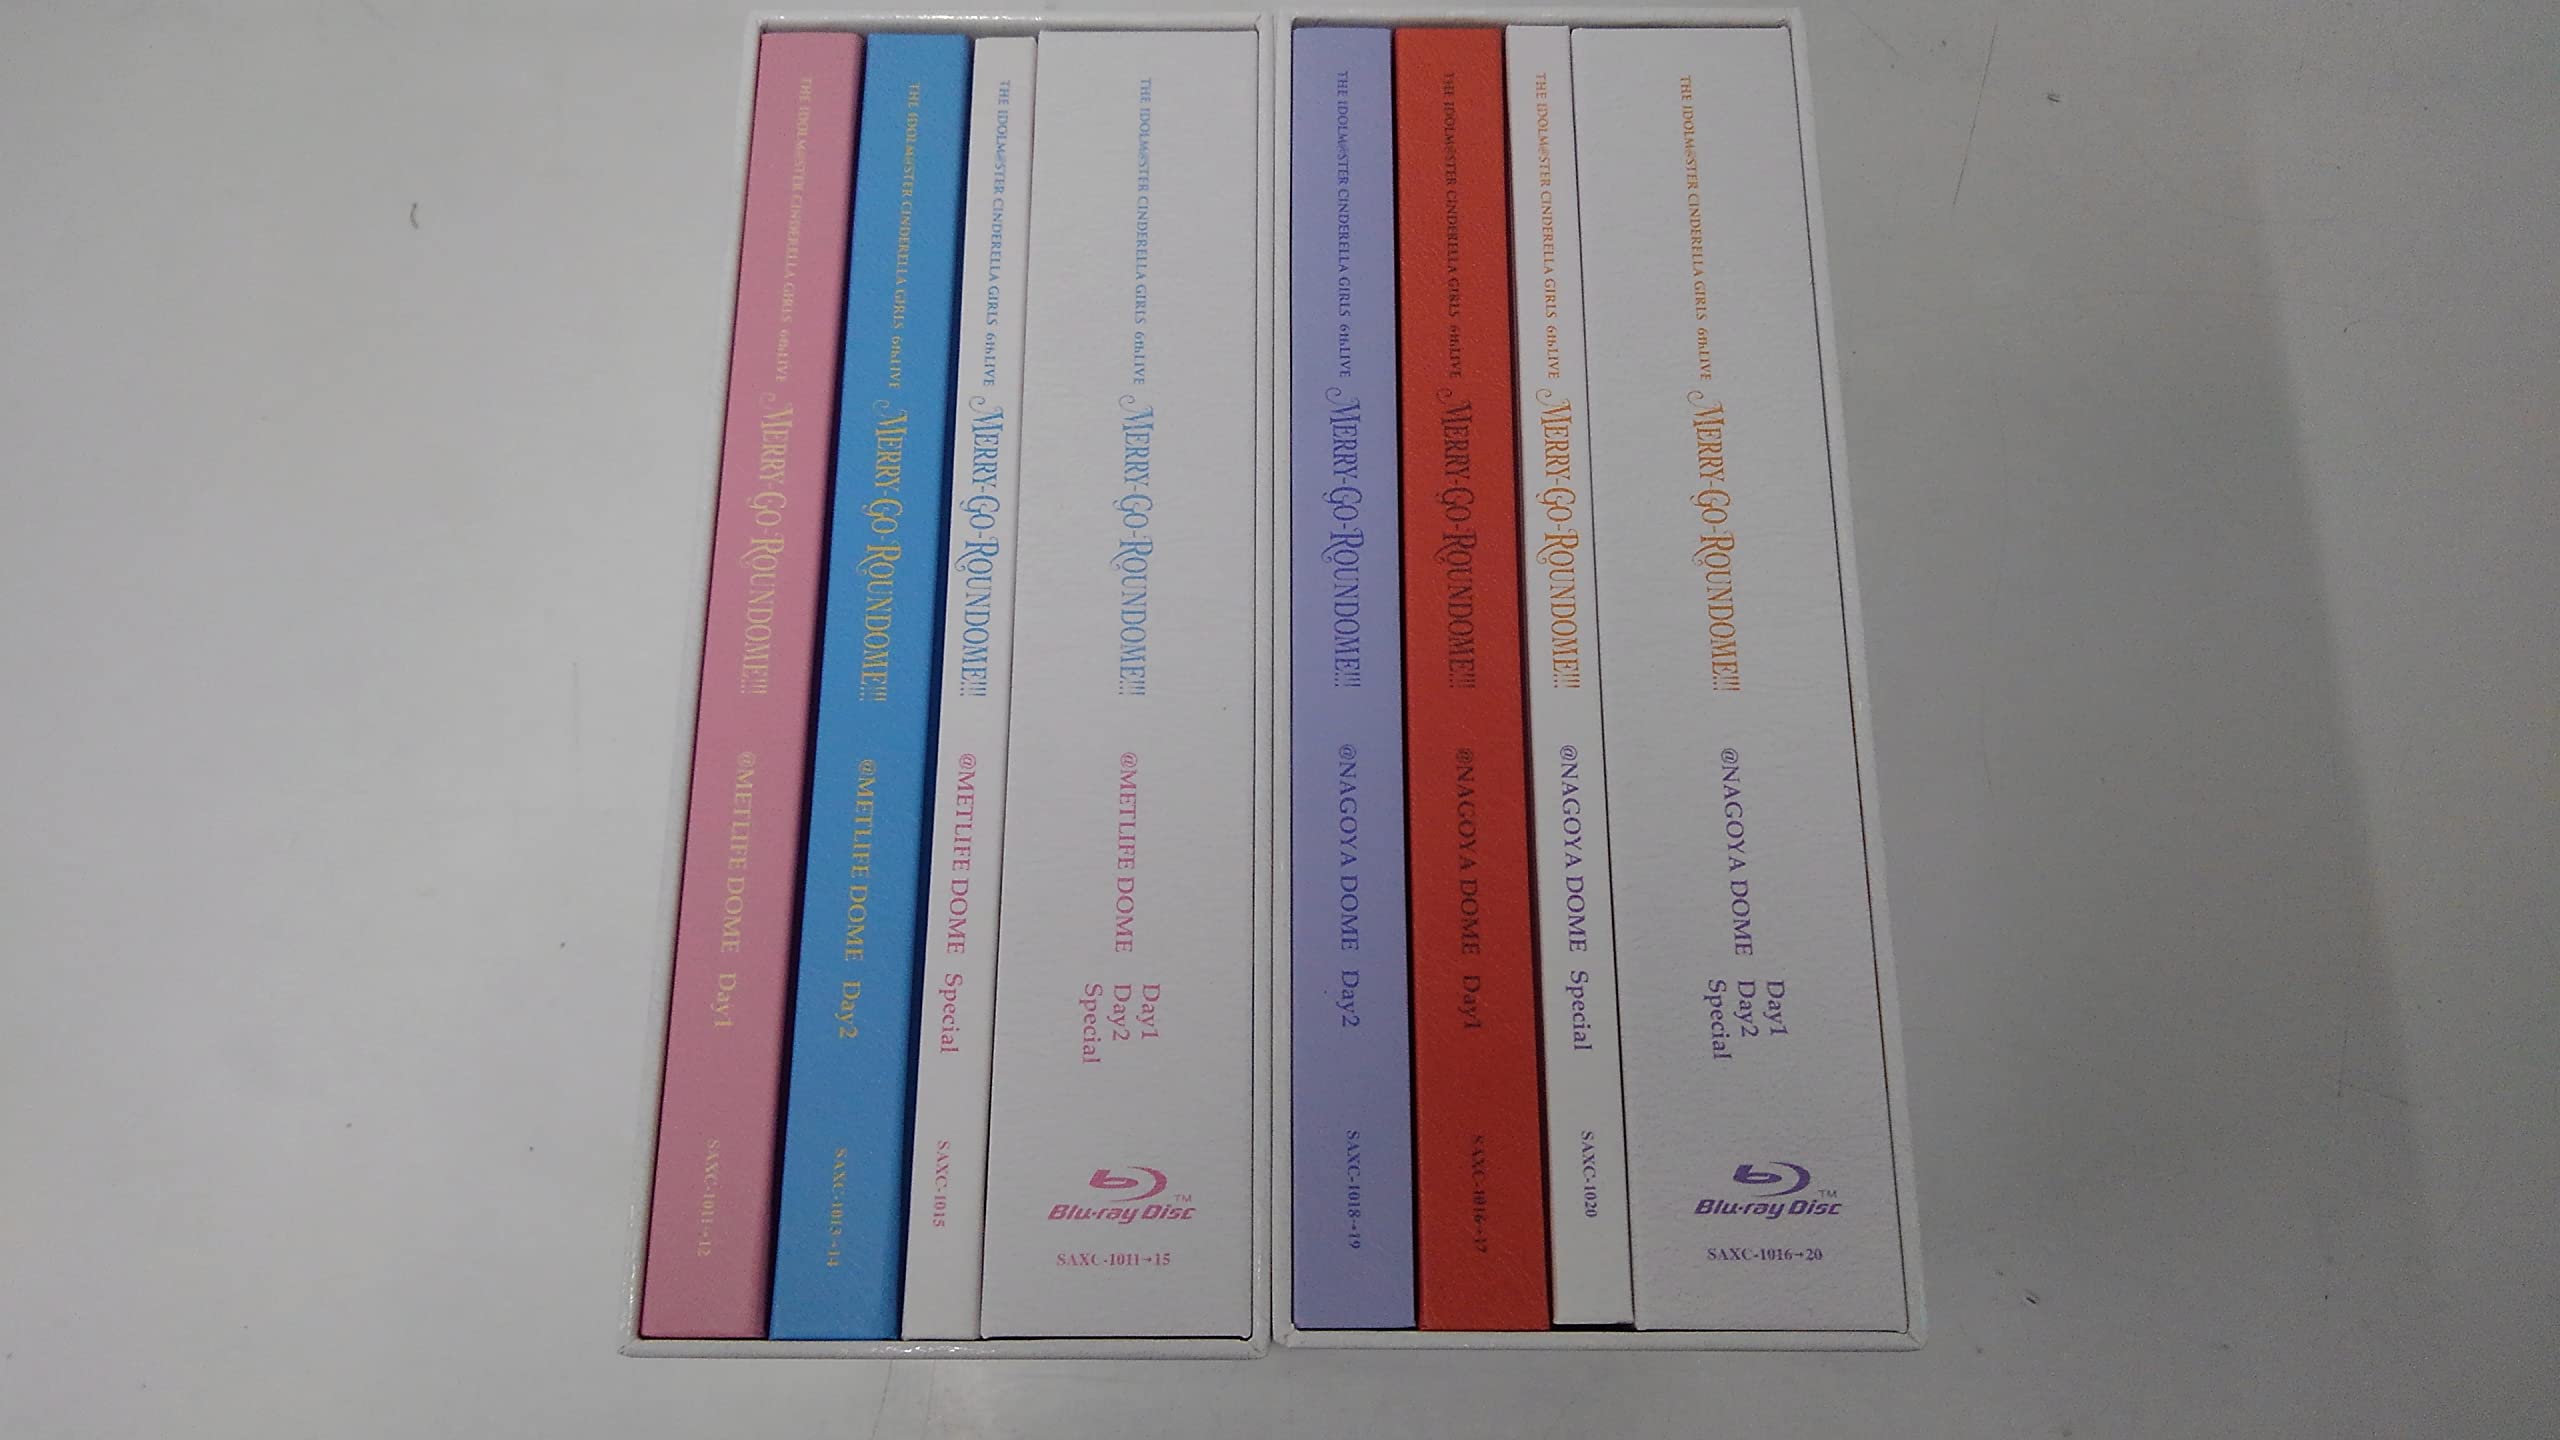 THE IDOLM@STER CINDERELLA GIRLS 6thLIVE MERRY-GO-ROUNDOME!!! @METLIFE DOME Day1 SAXC-1011→12
THE IDOLM@STER CINDERELLA GIRLS 6thLIVE MERRY-GO-ROUNDOME!!! @METLIFE DOME Day2 SAXC-1013→14
THE IDOLM@STER CINDERELLA GIRLS 6thLIVE MERRY-GO-ROUNDOME!!! @METLIFE DOME Special SAXC-1015
THE IDOLM@STER CINDERELLA GIRLS 6thLIVE MERRY-GO-ROUNDOME!!! @METLIFE DOME
Day1
Day2
Special
Blu-ray Disc TM
SAXC-1011→15
THE IDOLM@STER CINDERELLA GIRLS 6thLIVE MERRY-GO-ROUNDOME!!! @NAGOYA DOME Day2 SAXC-1018→19
THE IDOLM@STER CINDERELLA GIRLS 6thLIVE MERRY-GO-ROUNDOME!!! @NAGOYA DOME Day1 SAXC-1016→17
THE IDOLM@STER CINDERELLA GIRLS 6thLIVE MERRY-GO-ROUNDOME!!! @NAGOYA DOME Special SAXC-1020
THE IDOLM@STER CINDERELLA GIRLS 6thLIVE MERRY-GO-ROUNDOME!!! @NAGOYA DOME
Day1
Day2
Special
Blu-ray Disc TM
SAXC-1016→20